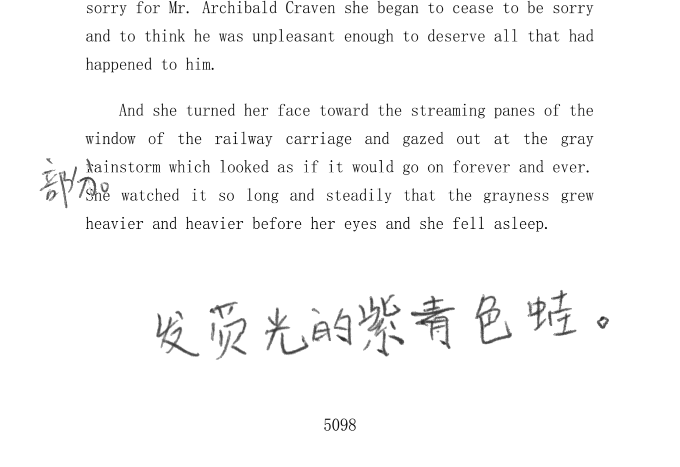 sorry for Mr. Archibald Craven she began to cease to be sorry
and to think he was unpleasant enough to deserve all that had
happened to him.
And she turned her face toward the streaming panes of the
window of the railway carriage and gazed out at the gray
rainstorm which looked as if it would go on forever and ever.
部分。
She watched it so long and steadily that the grayness grew
heavier and heavier before her eyes and she fell asleep.
发荧光的紫青色蛙。
5098